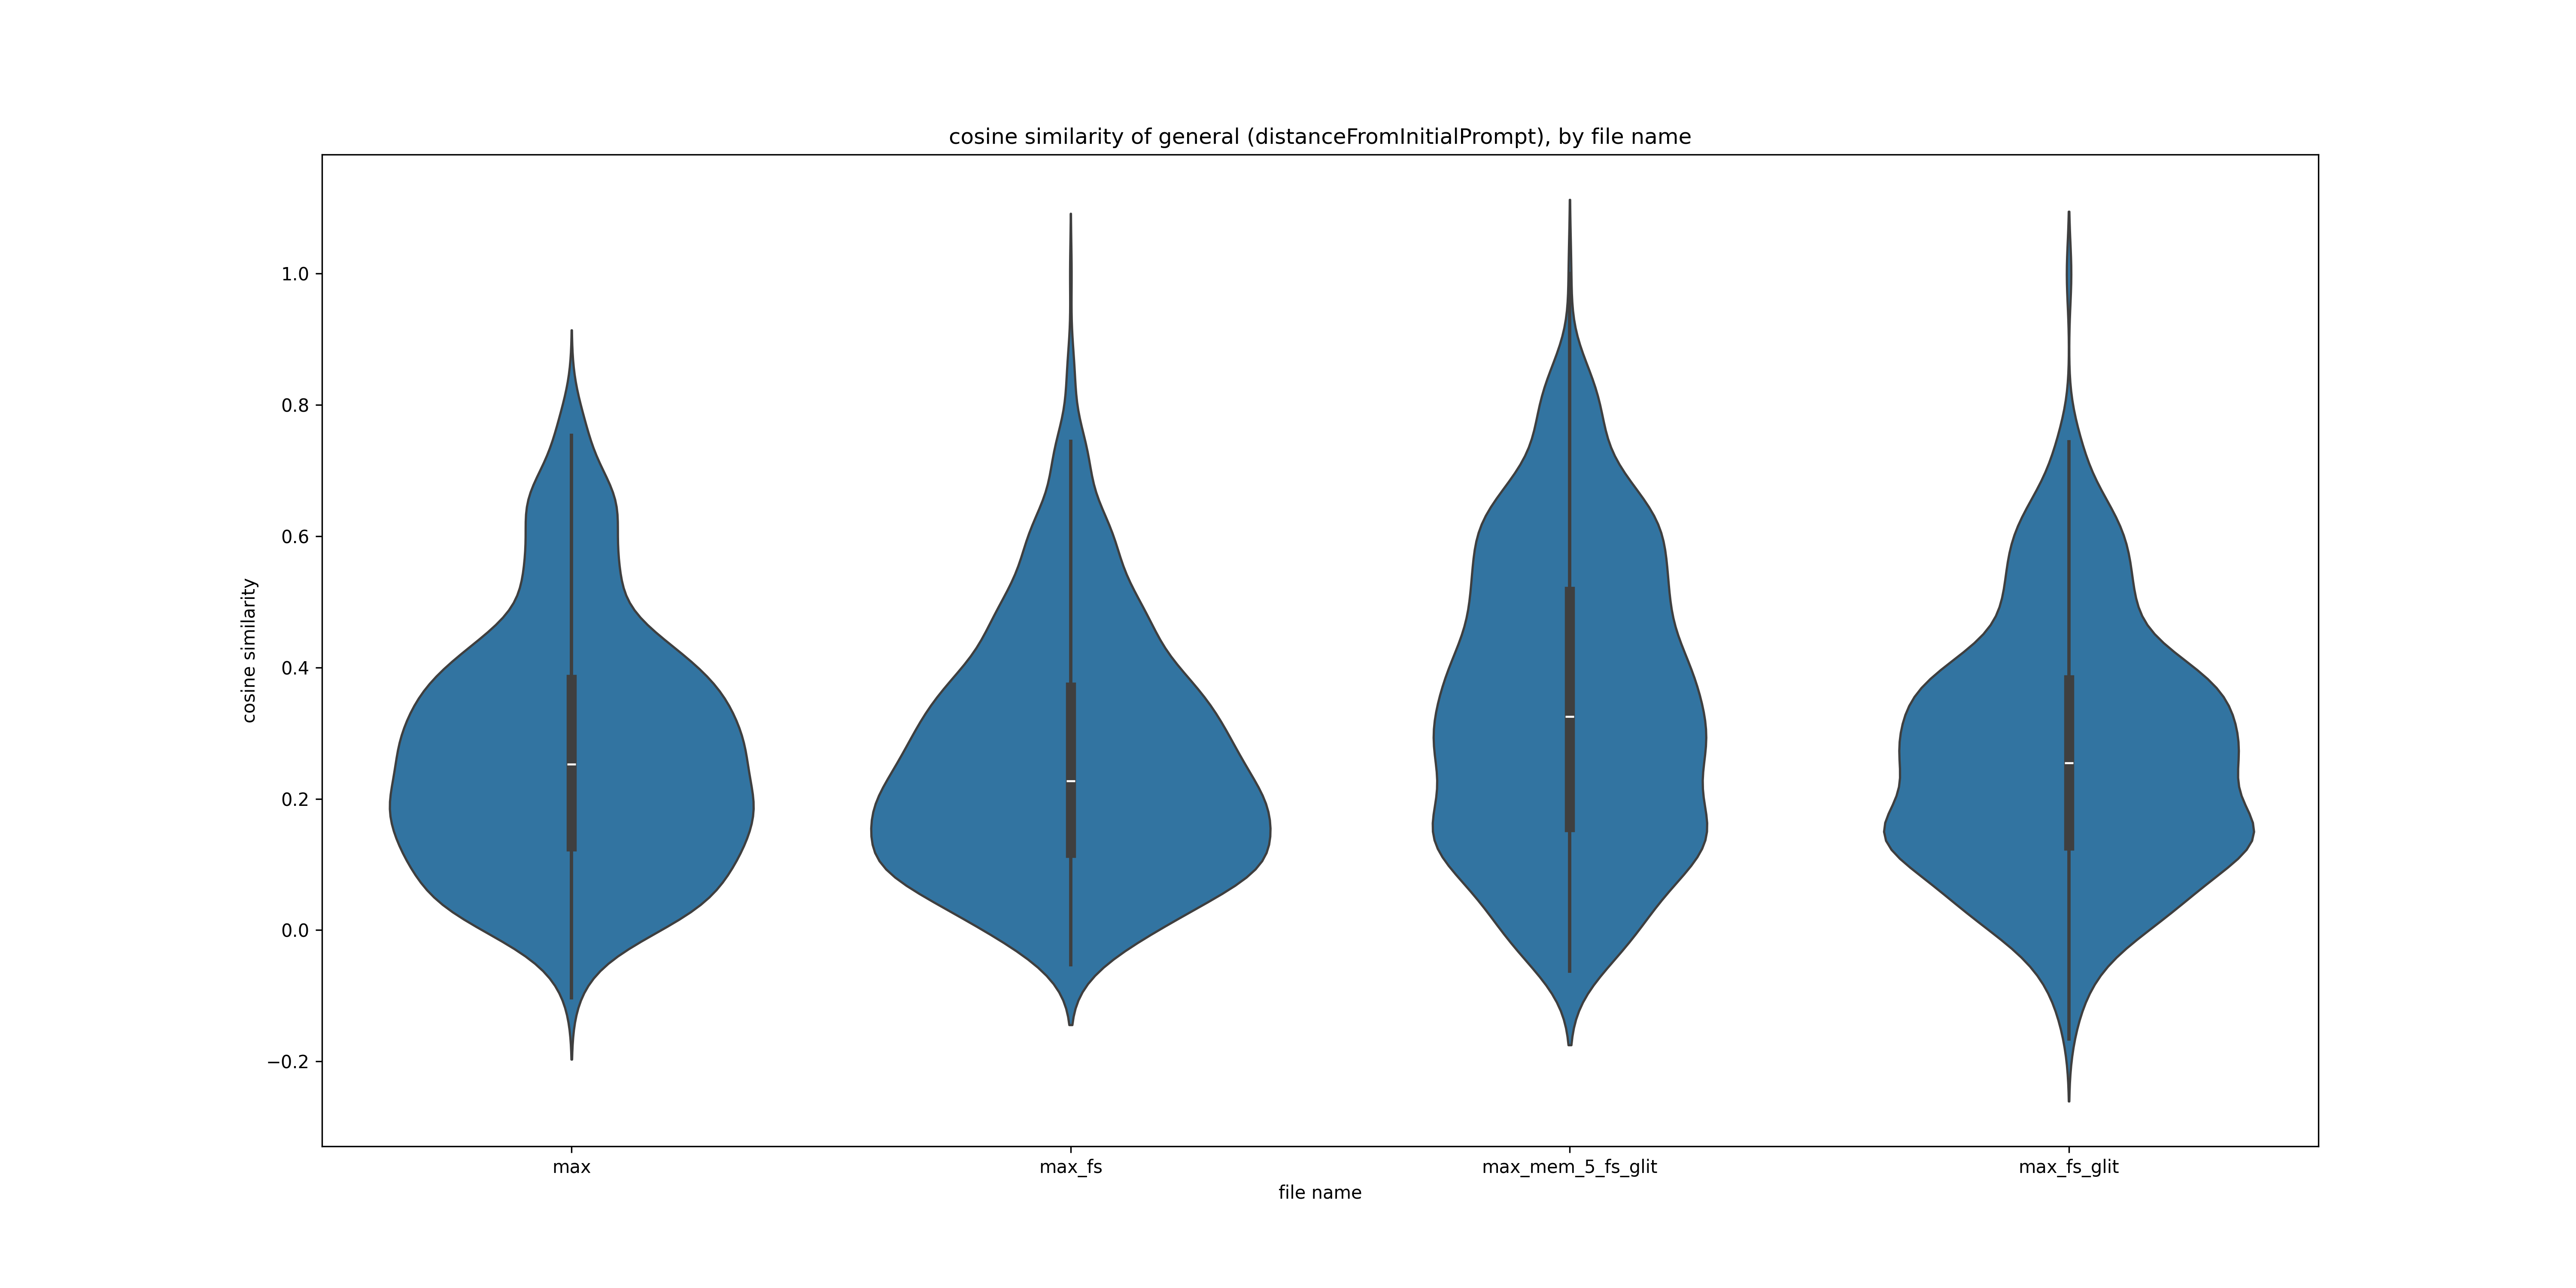 cosine similarity of general (distanceFromInitialPrompt), by file name
cosine similarity
1.0
0.8
0.6
0.4
0.2
0.0
−0.2
max
max_fs
max_mem_5_fs_glit
max_fs_glit
file name